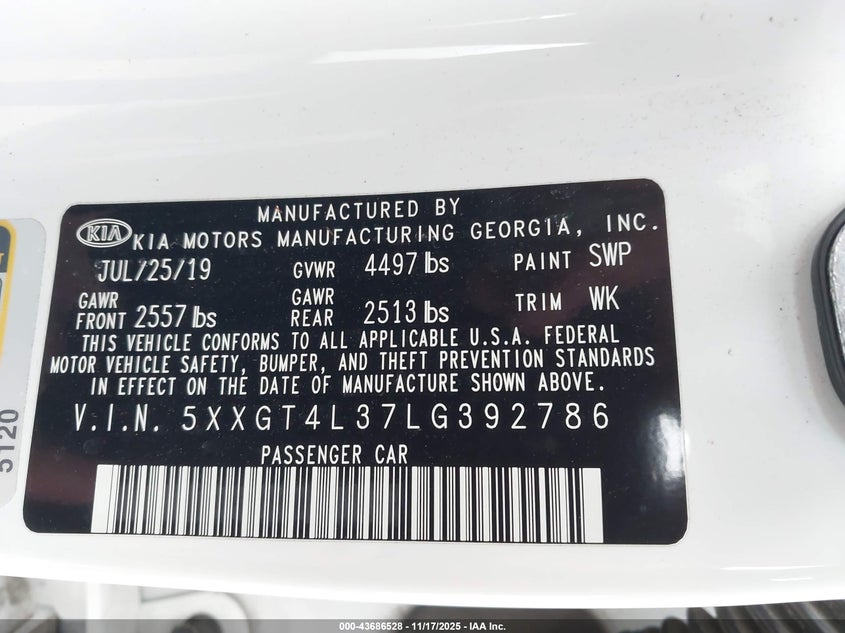 MANUFACTURED BY
KIA KIA MOTORS MANUFACTURING GEORGIA, INC.
JUL/25/19 GVWR 4497 lbs PAINT SWP
GAWR FRONT 2557 lbs GAWR REAR 2513 lbs TRIM WK
THIS VEHICLE CONFORMS TO ALL APPLICABLE U.S.A. FEDERAL
MOTOR VEHICLE SAFETY, BUMPER, AND THEFT PREVENTION STANDARDS
IN EFFECT ON THE DATE OF MANUFACTURE SHOWN ABOVE.
V.I.N. 5XXGT4L37LG392786
PASSENGER CAR
5120
000-43686528 - 11/17/2025 - IAA Inc.